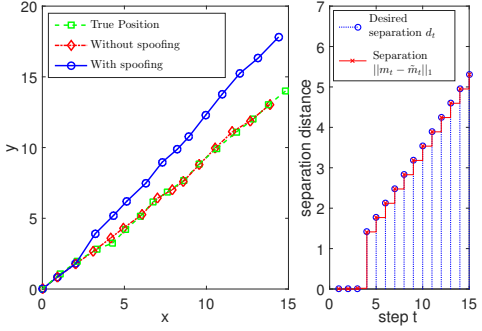 True Position
Without spoofing
With spoofing
20
15
10
5
0
y
0 5 10 15
x
Desired
separation d_t
Separation
||m_t − m̃_t||_1
7
6
5
4
3
2
1
0
separation distance
5 10 15
step t